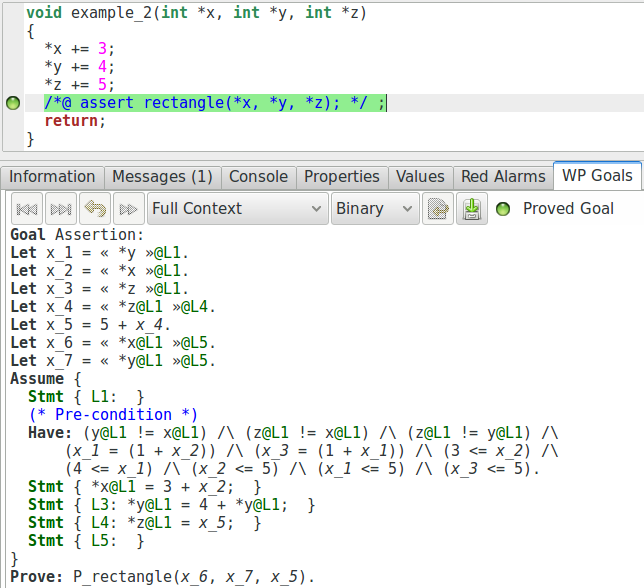 void example_2(int *x, int *y, int *z)
{
*x += 3;
*y += 4;
*z += 5;
/*@ assert rectangle(*x, *y, *z); */ ;
return;
}
Information Messages (1) Console Properties Values Red Alarms WP Goals
Full Context Binary Proved Goal
Goal Assertion:
Let x_1 = « *y »@L1.
Let x_2 = « *x »@L1.
Let x_3 = « *z »@L1.
Let x_4 = « *z@L1 »@L4.
Let x_5 = 5 + x_4.
Let x_6 = « *x@L1 »@L5.
Let x_7 = « *y@L1 »@L5.
Assume {
Stmt { L1:  }
(* Pre-condition *)
Have: (y@L1 != x@L1) /\ (z@L1 != x@L1) /\ (z@L1 != y@L1) /\
(x_1 = (1 + x_2)) /\ (x_3 = (1 + x_1)) /\ (3 <= x_2) /\
(4 <= x_1) /\ (x_2 <= 5) /\ (x_1 <= 5) /\ (x_3 <= 5).
Stmt { *x@L1 = 3 + x_2;  }
Stmt { L3: *y@L1 = 4 + *y@L1;  }
Stmt { L4: *z@L1 = x_5;  }
Stmt { L5:  }
}
Prove: P_rectangle(x_6, x_7, x_5).